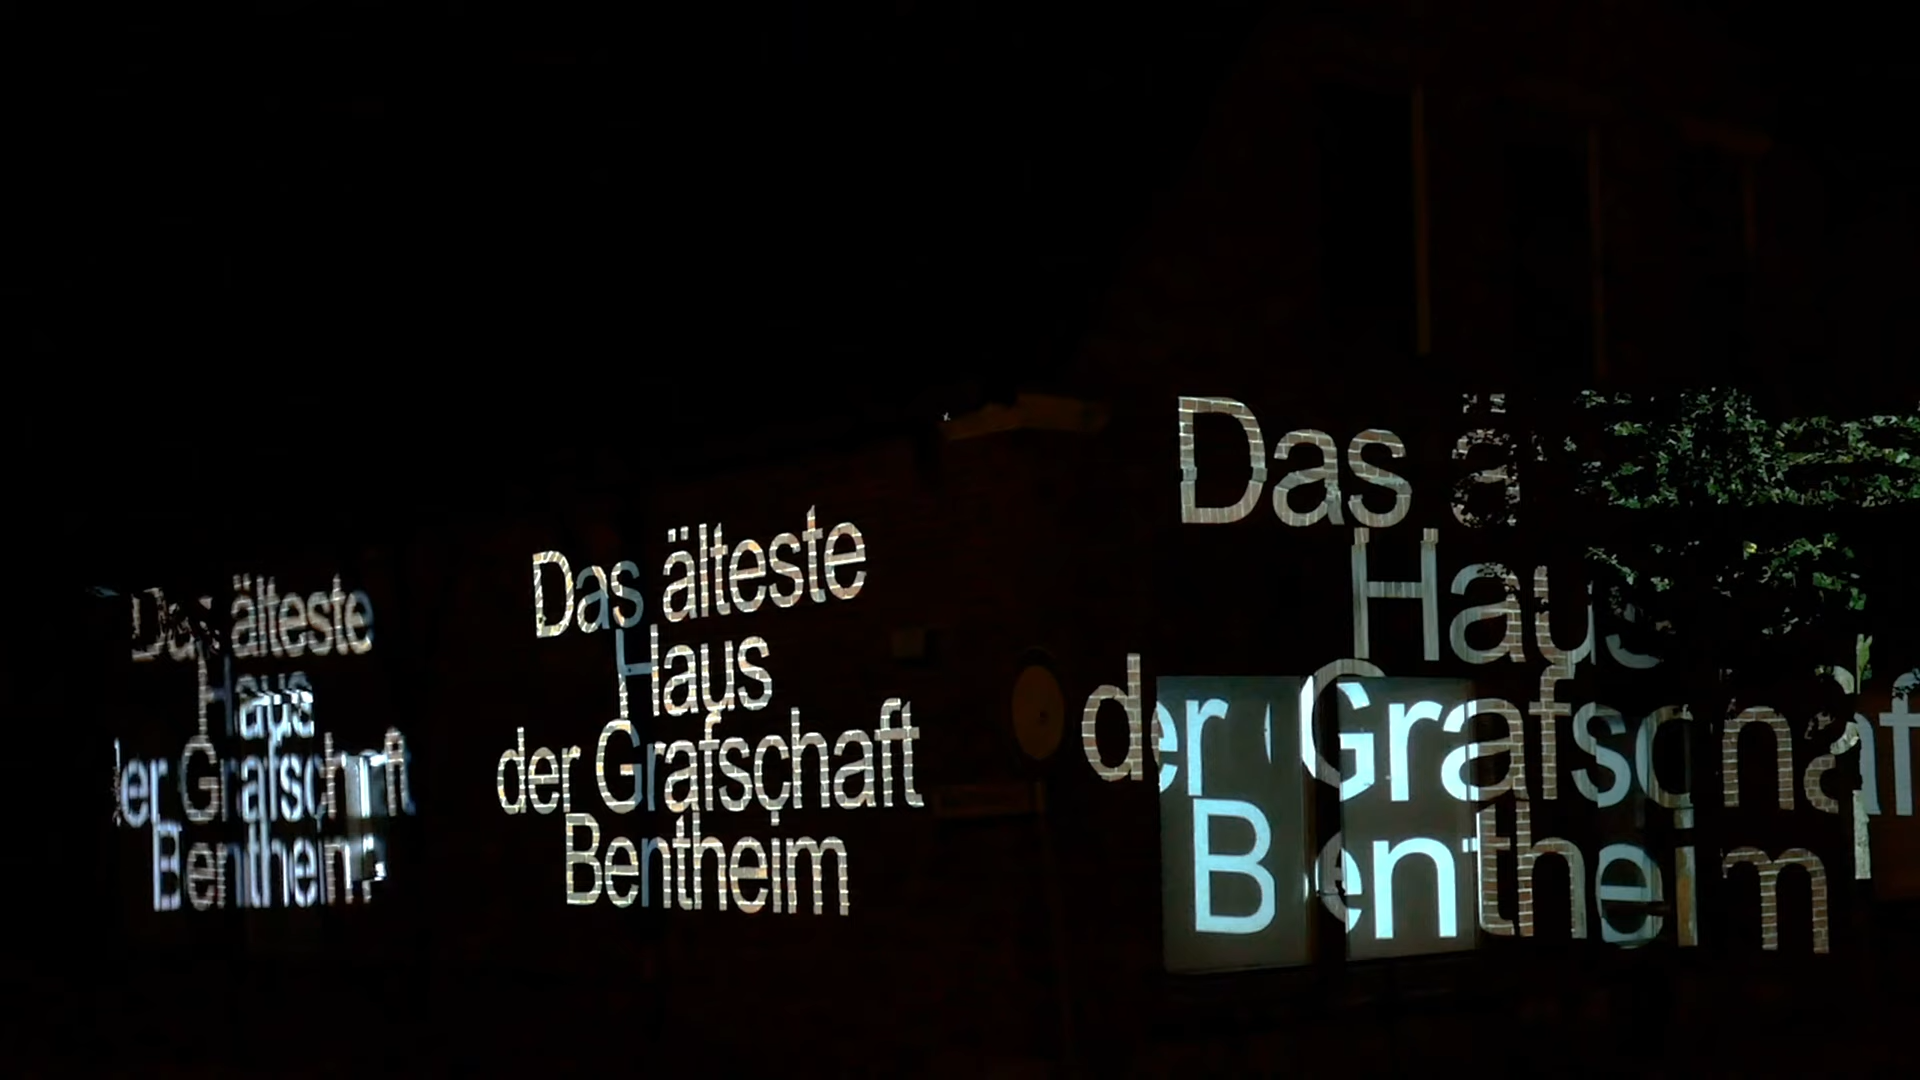 Das älteste
Haus
der Grafschaft
Bentheim
Das älteste
Haus
der Grafschaft
Bentheim
Das ä
Haus
der Grafschaf
Bentheim